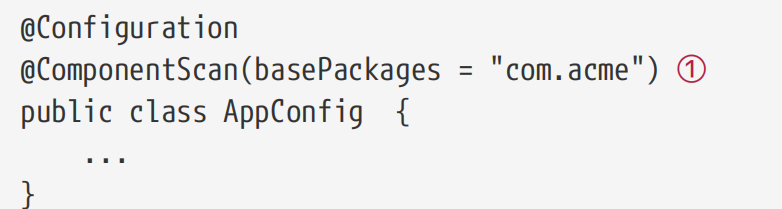 @Configuration
@ComponentScan(basePackages = "com.acme") ①
public class AppConfig  {
    ...
}